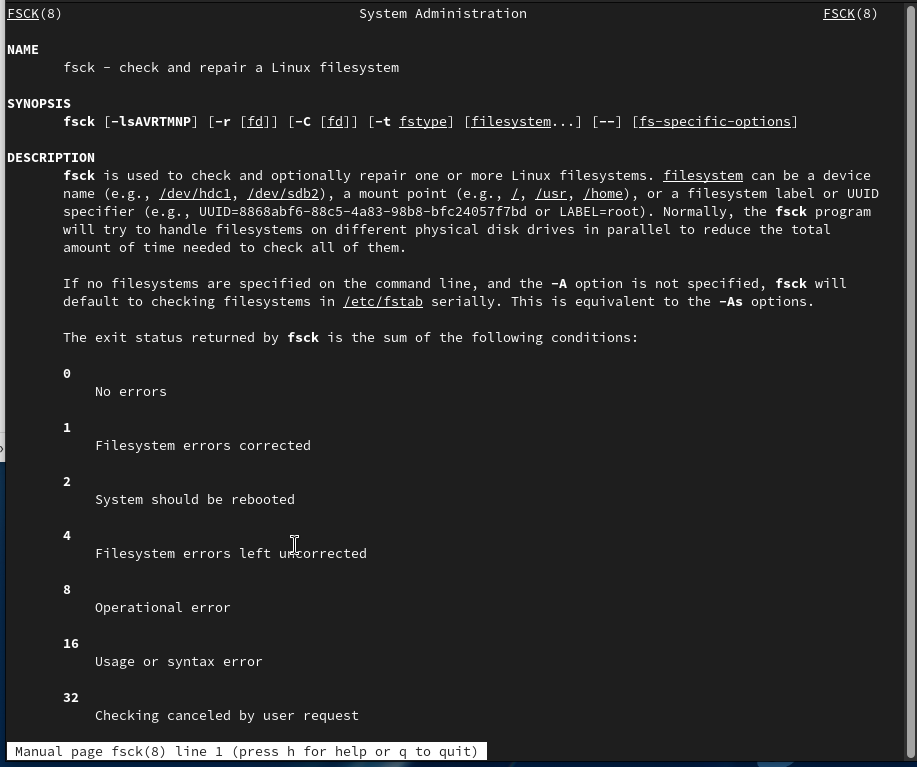 FSCK(8) System Administration FSCK(8)
NAME
fsck - check and repair a Linux filesystem
SYNOPSIS
fsck [-lsAVRTMNP] [-r [fd]] [-C [fd]] [-t fstype] [filesystem...] [--] [fs-specific-options]
DESCRIPTION
fsck is used to check and optionally repair one or more Linux filesystems. filesystem can be a device
name (e.g., /dev/hdc1, /dev/sdb2), a mount point (e.g., /, /usr, /home), or a filesystem label or UUID
specifier (e.g., UUID=8868abf6-88c5-4a83-98b8-bfc24057f7bd or LABEL=root). Normally, the fsck program
will try to handle filesystems on different physical disk drives in parallel to reduce the total
amount of time needed to check all of them.
If no filesystems are specified on the command line, and the -A option is not specified, fsck will
default to checking filesystems in /etc/fstab serially. This is equivalent to the -As options.
The exit status returned by fsck is the sum of the following conditions:
0
No errors
1
Filesystem errors corrected
2
System should be rebooted
4
Filesystem errors left uncorrected
8
Operational error
16
Usage or syntax error
32
Checking canceled by user request
Manual page fsck(8) line 1 (press h for help or q to quit)